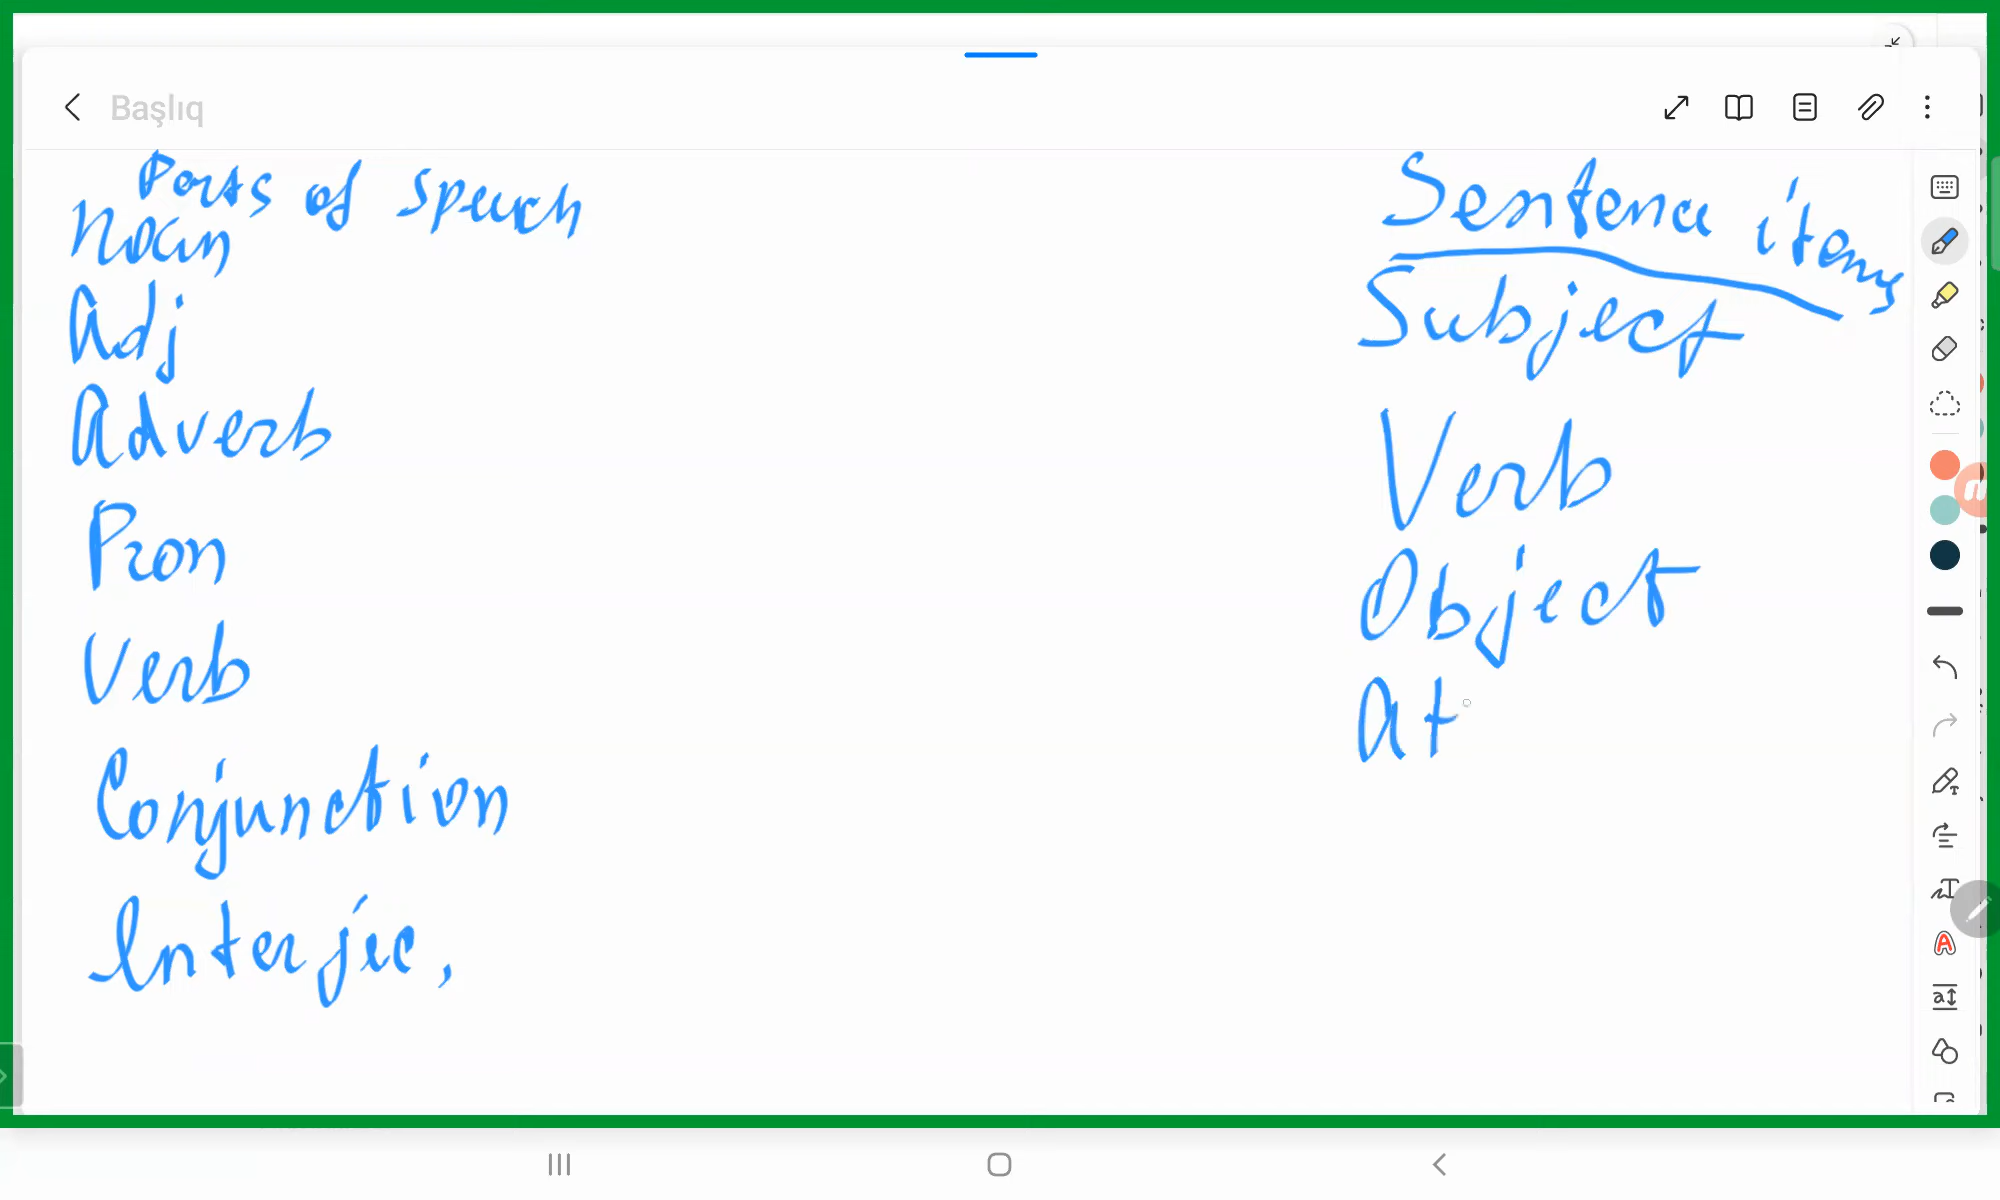 Başlıq
Parts of speech
Noun
Adj
Adverb
Pron
Verb
Conjunction
Interjec,
Sentence items
Subject
Verb
Object
At